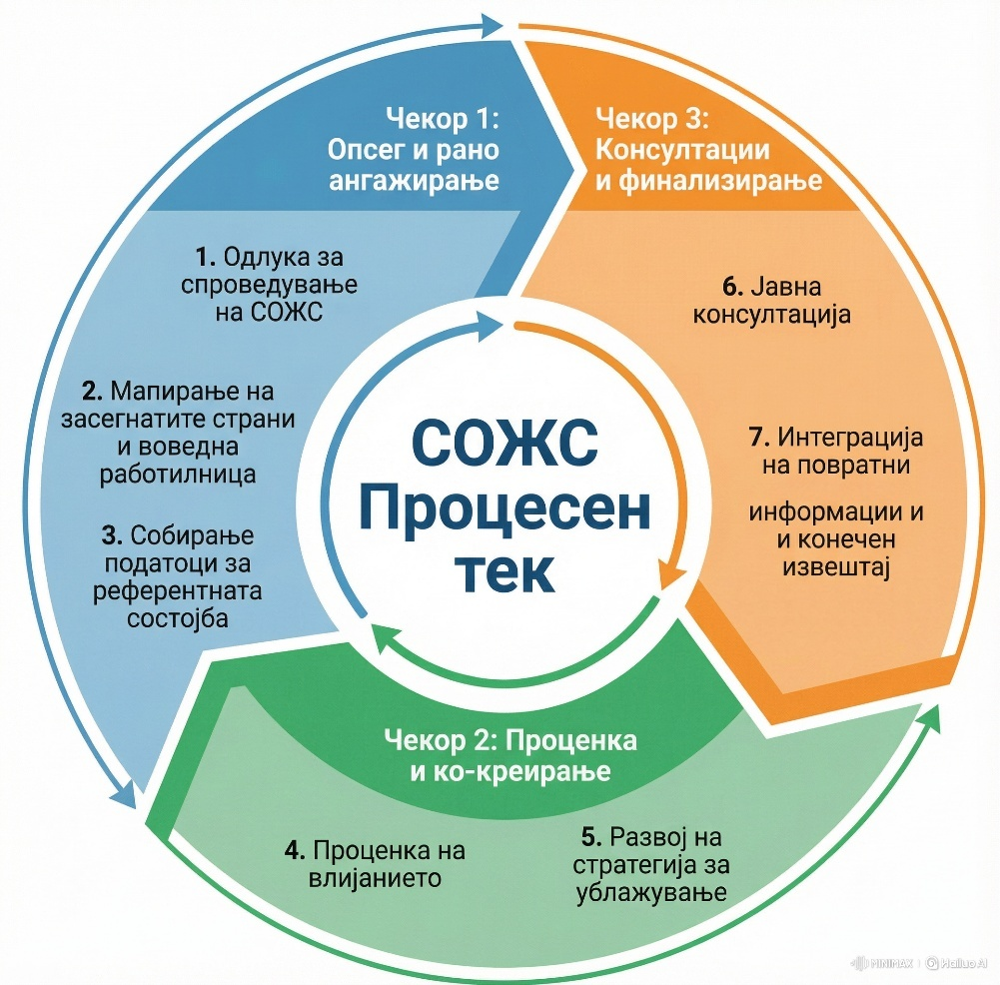 Чекор 1:
Опсег и рано
ангажирање
1. Одлука за
спроведување
на СОЖС
2. Мапирање на
засегнатите страни
и воведна
работилница
3. Собирање
податоци за
референтната
состојба
Чекор 2: Проценка
и ко-креирање
4. Проценка на
влијанието
5. Развој на
стратегија за
ублажување
Чекор 3:
Консултации
и финализирање
6. Јавна
консултација
7. Интеграција
на повратни
информации и
и конечен
извештај
СОЖС
Процесен
тек
MINIMAX | Hailuo AI